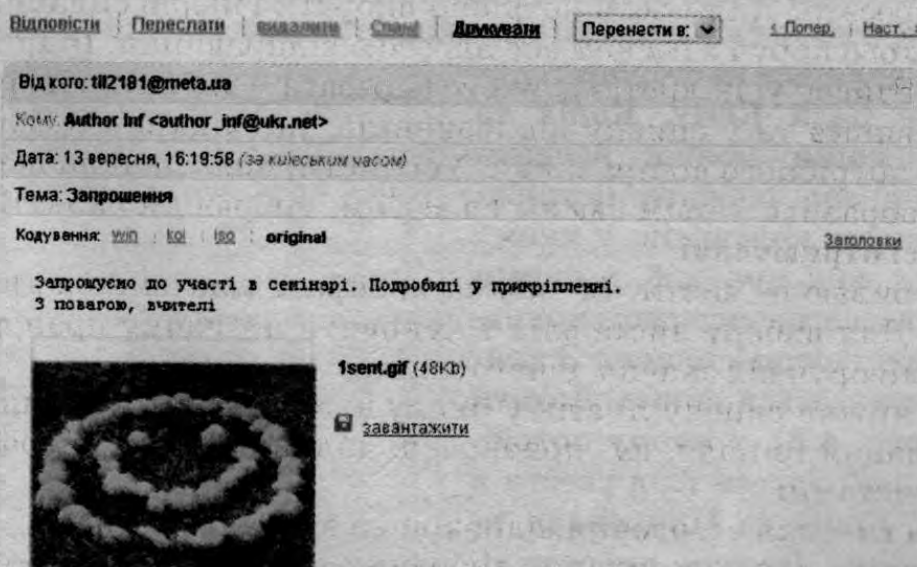 Відповісти Переслати видалити Спам! Друкувати Перенести в: < Попер. Наст.
Від кого: till2181@meta.ua
Кому: Author Inf <author_inf@ukr.net>
Дата: 13 вересня, 16:19:58 (за київським часом)
Тема: Запрошення
Кодування: win koi iso original Заголовки
Запрошуємо до участі в семінарі. Подробиці у прикріпленні.
З повагою, вчителі
1sent.gif (48Kb)
завантажити